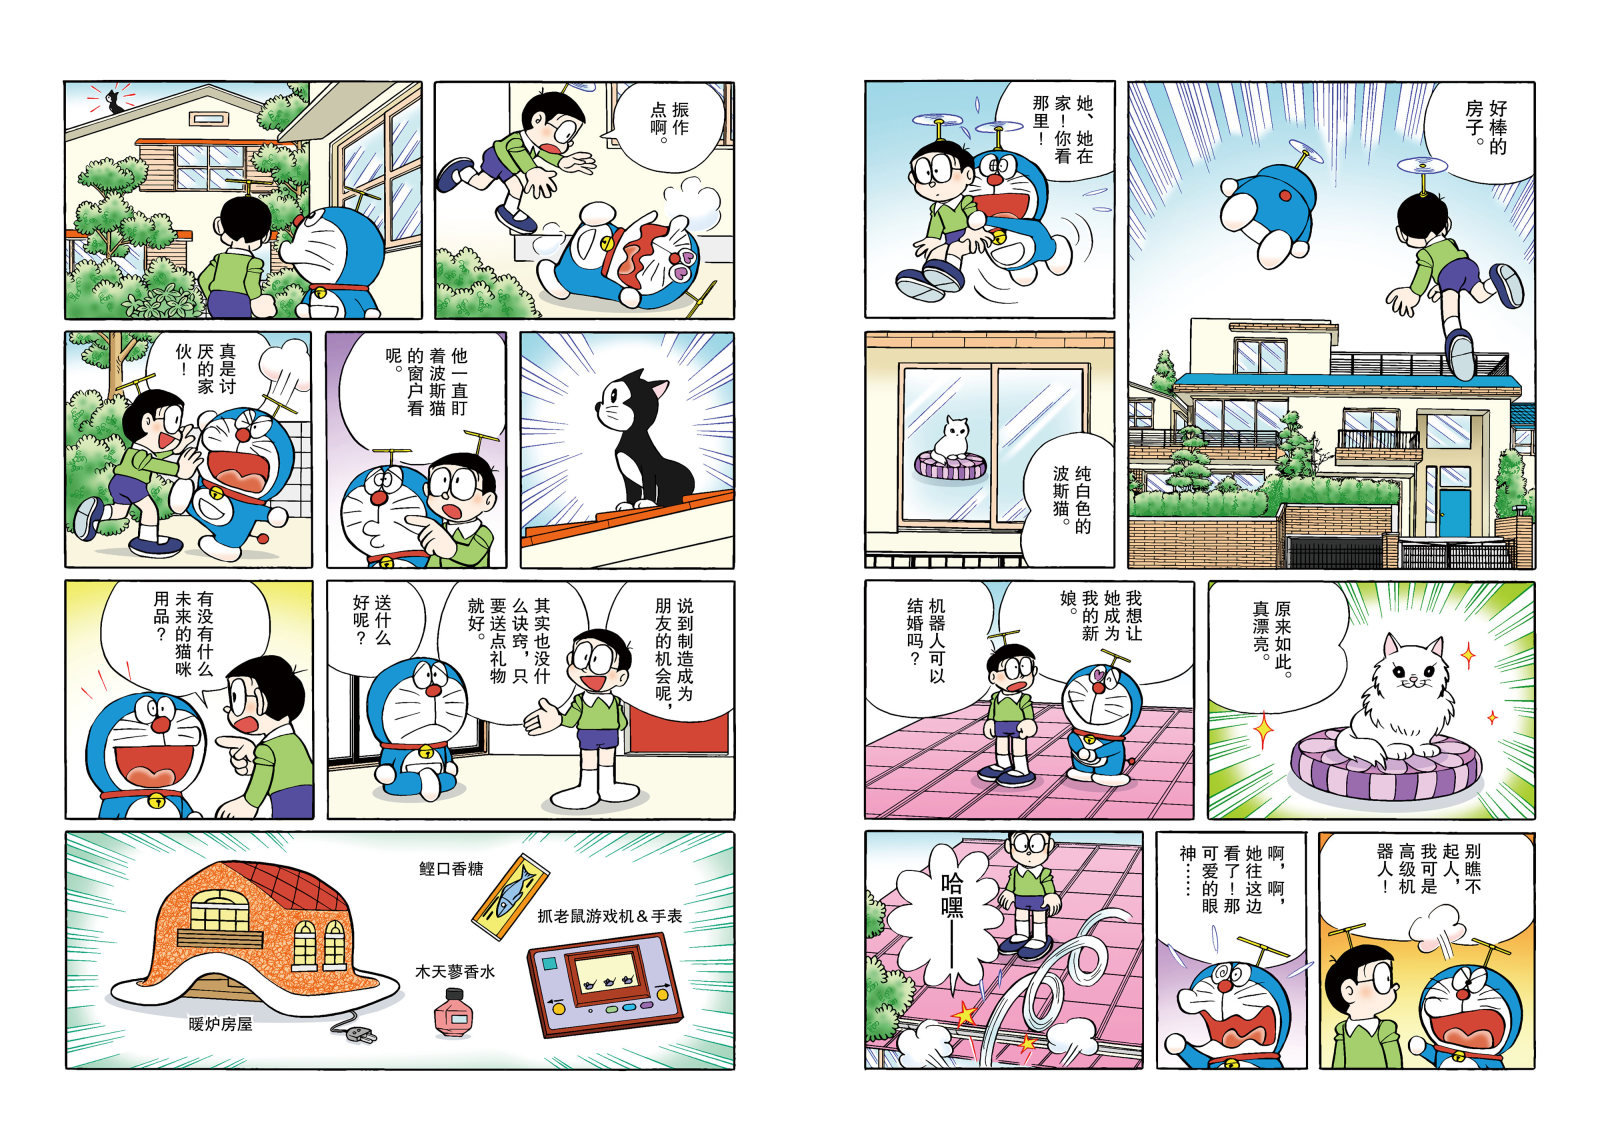 好棒的
房子。
她、她在
家！你看
那里！
纯白色的
波斯猫。
原来如此。
真漂亮。
我想让
她成为
我的新
娘。
机器人可以
结婚吗？
别瞧不
起人，
我可是
高级机
器人！
啊，啊，
她往这边
看了！那
可爱的眼
神……
哈嘿——
振作
点啊。
他一直盯
着波斯猫
的窗户看
呢。
真是讨
厌的家
伙！
说到制造成为
朋友的机会呢，
其实也没什
么诀窍，只
要送点礼物
就好。
送什么
好呢？
有没有什么
未来的猫咪
用品？
鲣口香糖
抓老鼠游戏机＆手表
木天蓼香水
暖炉房屋